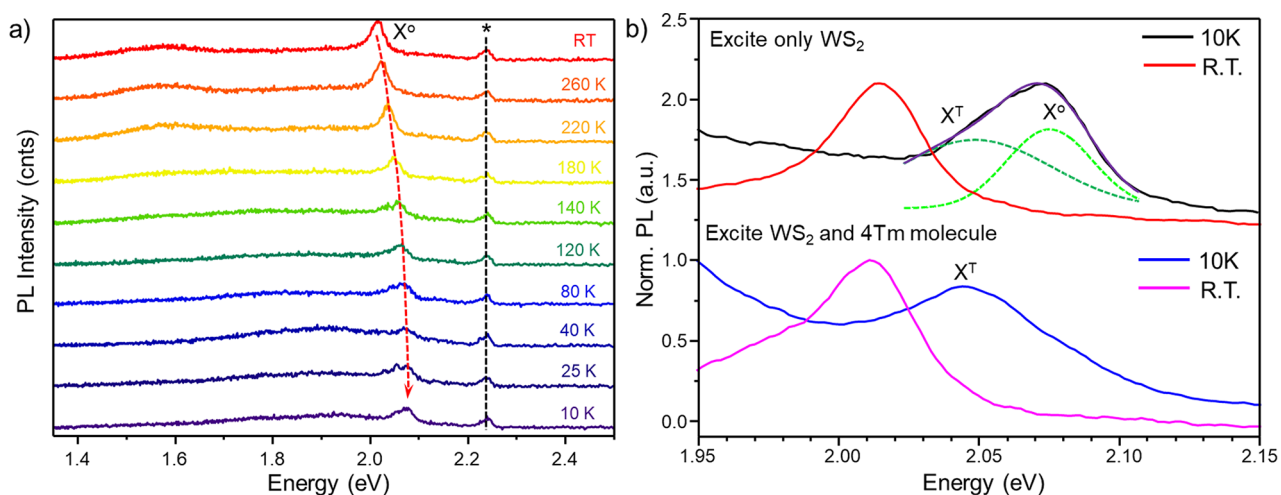 a)
PL Intensity (cnts)
Xᵒ
*
RT
260 K
220 K
180 K
140 K
120 K
80 K
40 K
25 K
10 K
1.4 1.6 1.8 2.0 2.2 2.4
Energy (eV)
b)
Norm. PL (a.u.)
2.5
2.0
1.5
1.0
0.5
0.0
Excite only WS₂
10K
R.T.
Xᵀ
Xᵒ
Excite WS₂ and 4Tm molecule
10K
R.T.
Xᵀ
1.95 2.00 2.05 2.10 2.15
Energy (eV)